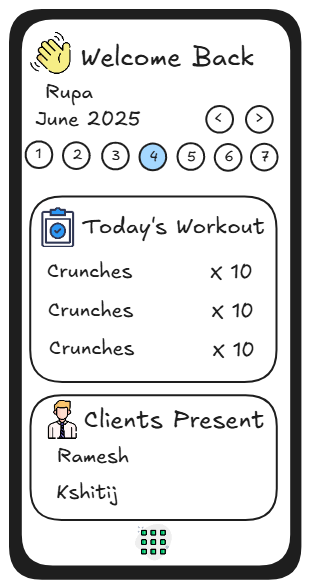 Welcome Back
Rupa
June 2025 < >
1 2 3 4 5 6 7
Today's Workout
Crunches x 10
Crunches x 10
Crunches x 10
Clients Present
Ramesh
Kshitij